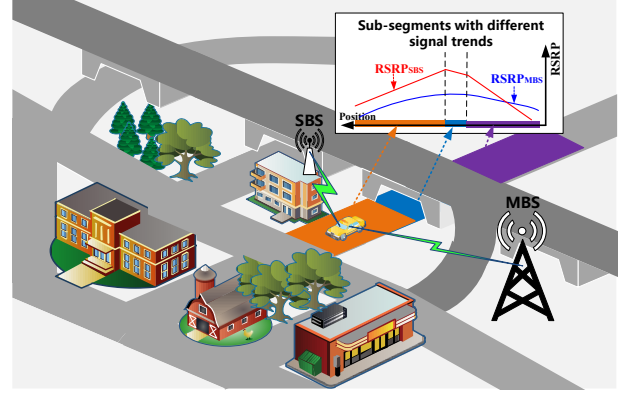 Sub-segments with different
signal trends
RSRPSBS
RSRPMBS
RSRP
Position
SBS
MBS